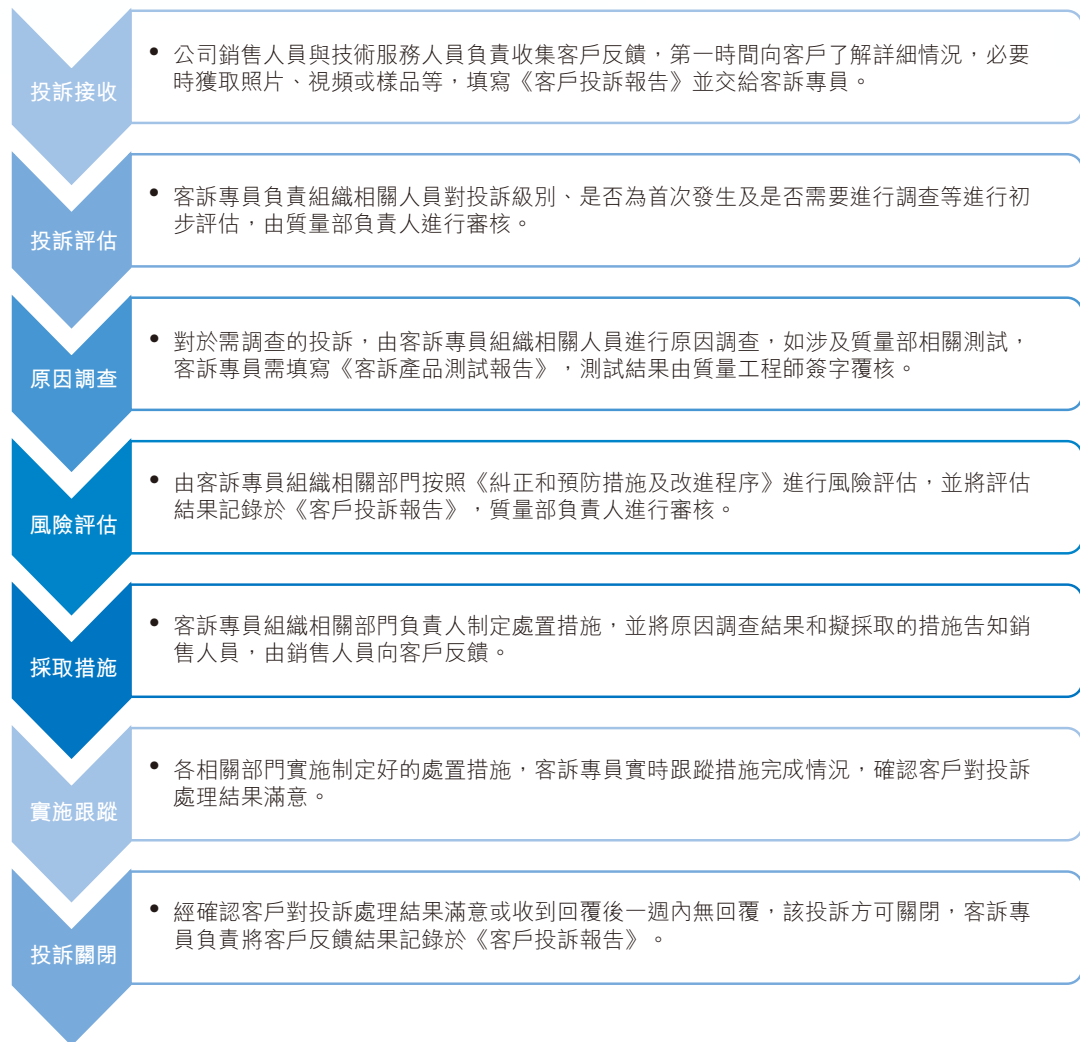 投訴接收
• 公司銷售人員與技術服務人員負責收集客戶反饋，第一時間向客戶了解詳細情況，必要
時獲取照片、視頻或樣品等，填寫《客戶投訴報告》並交給客訴專員。
投訴評估
• 客訴專員負責組織相關人員對投訴級別、是否為首次發生及是否需要進行調查等進行初
步評估，由質量部負責人進行審核。
原因調查
• 對於需調查的投訴，由客訴專員組織相關人員進行原因調查，如涉及質量部相關測試，
客訴專員需填寫《客訴產品測試報告》，測試結果由質量工程師簽字覆核。
風險評估
• 由客訴專員組織相關部門按照《糾正和預防措施及改進程序》進行風險評估，並將評估
結果記錄於《客戶投訴報告》，質量部負責人進行審核。
採取措施
• 客訴專員組織相關部門負責人制定處置措施，並將原因調查結果和擬採取的措施告知銷
售人員，由銷售人員向客戶反饋。
實施跟蹤
• 各相關部門實施制定好的處置措施，客訴專員實時跟蹤措施完成情況，確認客戶對投訴
處理結果滿意。
投訴關閉
• 經確認客戶對投訴處理結果滿意或收到回覆後一週內無回覆，該投訴方可關閉，客訴專
員負責將客戶反饋結果記錄於《客戶投訴報告》。